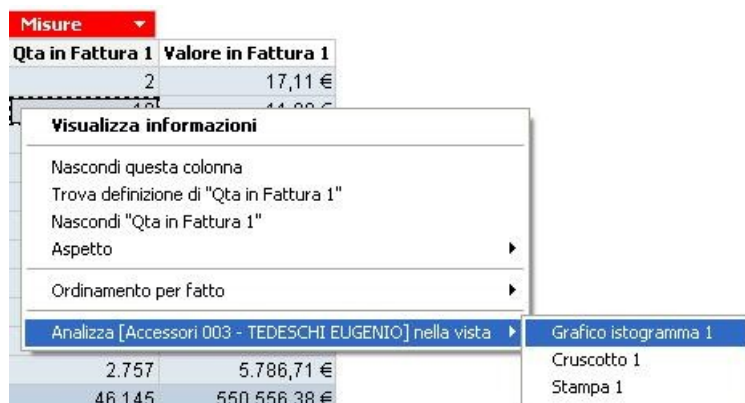 Misure
Qta in Fattura 1 Valore in Fattura 1
2 17,11 €
Visualizza informazioni
Nascondi questa colonna
Trova definizione di "Qta in Fattura 1"
Nascondi "Qta in Fattura 1"
Aspetto
Ordinamento per fatto
Analizza [Accessori 003 - TEDESCHI EUGENIO] nella vista Grafico istogramma 1
Cruscotto 1
2.757 5.786,71 €
Stampa 1
46.145 550.556,38 €